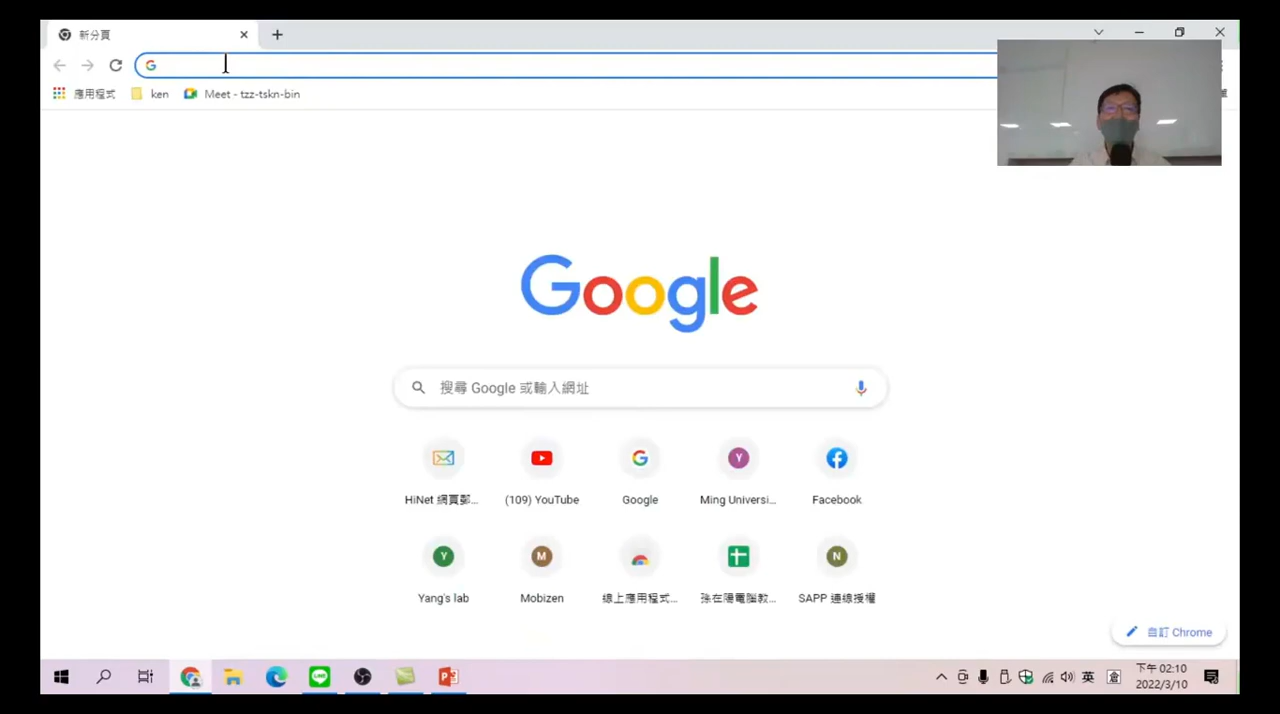 新分頁
應用程式 ken Meet - tzz-tskn-bin
Google
搜尋 Google 或輸入網址
HiNet 網頁郵... (109) YouTube Google Ming Universi... Facebook
Yang's lab Mobizen 線上應用程式... 孫在陽電腦教... SAPP 連線授權
自訂 Chrome
英 倉 下午 02:10
2022/3/10